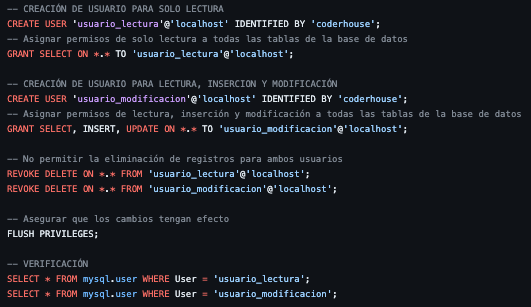 -- CREACIÓN DE USUARIO PARA SOLO LECTURA
CREATE USER 'usuario_lectura'@'localhost' IDENTIFIED BY 'coderhouse';
-- Asignar permisos de solo lectura a todas las tablas de la base de datos
GRANT SELECT ON *.* TO 'usuario_lectura'@'localhost';
-- CREACIÓN DE USUARIO PARA LECTURA, INSERCION Y MODIFICACIÓN
CREATE USER 'usuario_modificacion'@'localhost' IDENTIFIED BY 'coderhouse';
-- Asignar permisos de lectura, inserción y modificación a todas las tablas de la base de datos
GRANT SELECT, INSERT, UPDATE ON *.* TO 'usuario_modificacion'@'localhost';
-- No permitir la eliminación de registros para ambos usuarios
REVOKE DELETE ON *.* FROM 'usuario_lectura'@'localhost';
REVOKE DELETE ON *.* FROM 'usuario_modificacion'@'localhost';
-- Asegurar que los cambios tengan efecto
FLUSH PRIVILEGES;
-- VERIFICACIÓN
SELECT * FROM mysql.user WHERE User = 'usuario_lectura';
SELECT * FROM mysql.user WHERE User = 'usuario_modificacion';